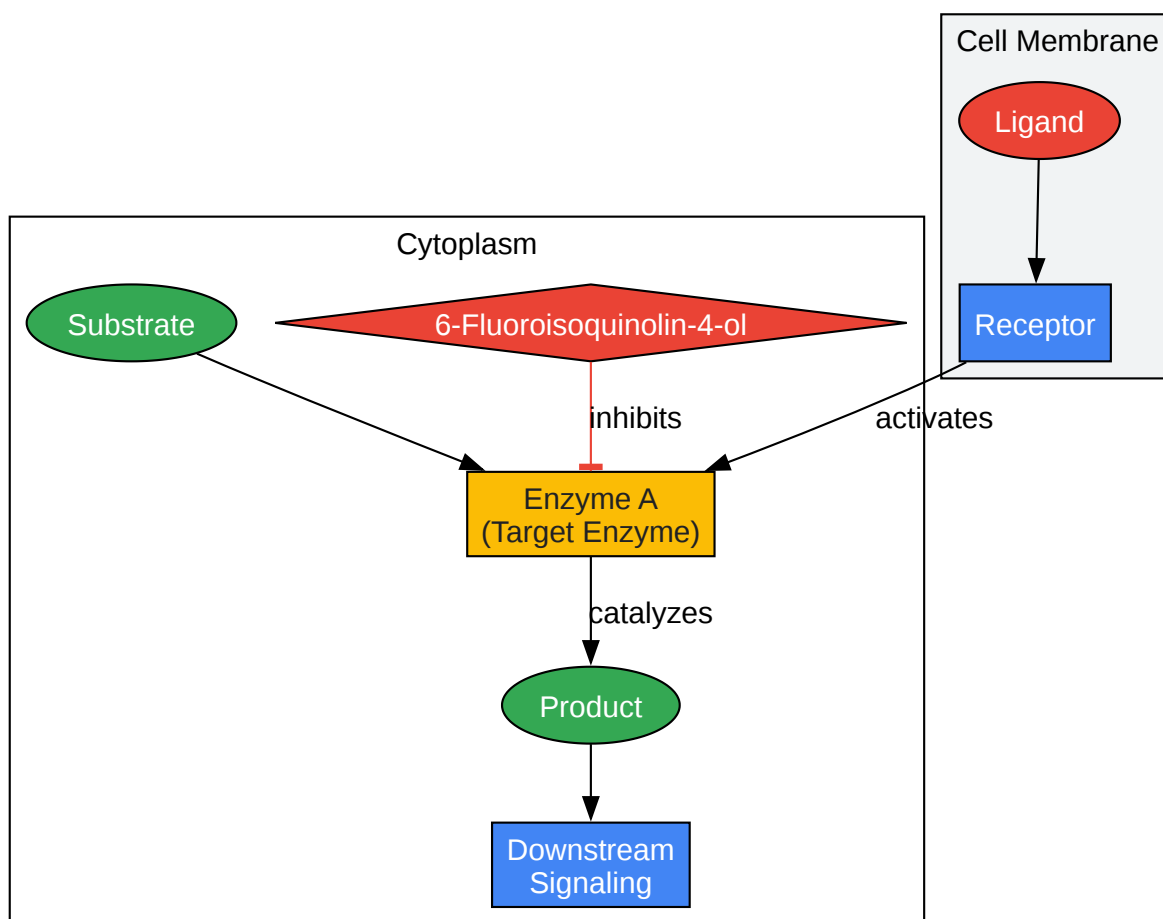 Cell Membrane
Ligand
Cytoplasm
Substrate
6-Fluoroisoquinolin-4-ol
Receptor
inhibits
activates
Enzyme A
(Target Enzyme)
catalyzes
Product
Downstream
Signaling